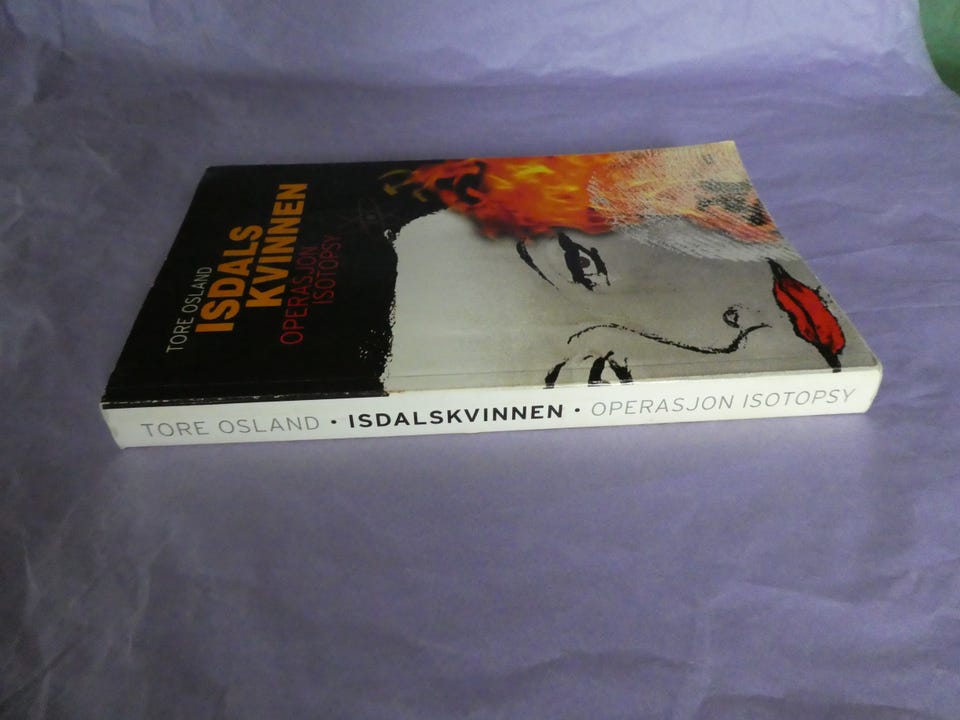 TORE OSLAND
ISDALS
KVINNEN
OPERASJON
ISOTOPSY
TORE OSLAND • ISDALSKVINNEN • OPERASJON ISOTOPSY